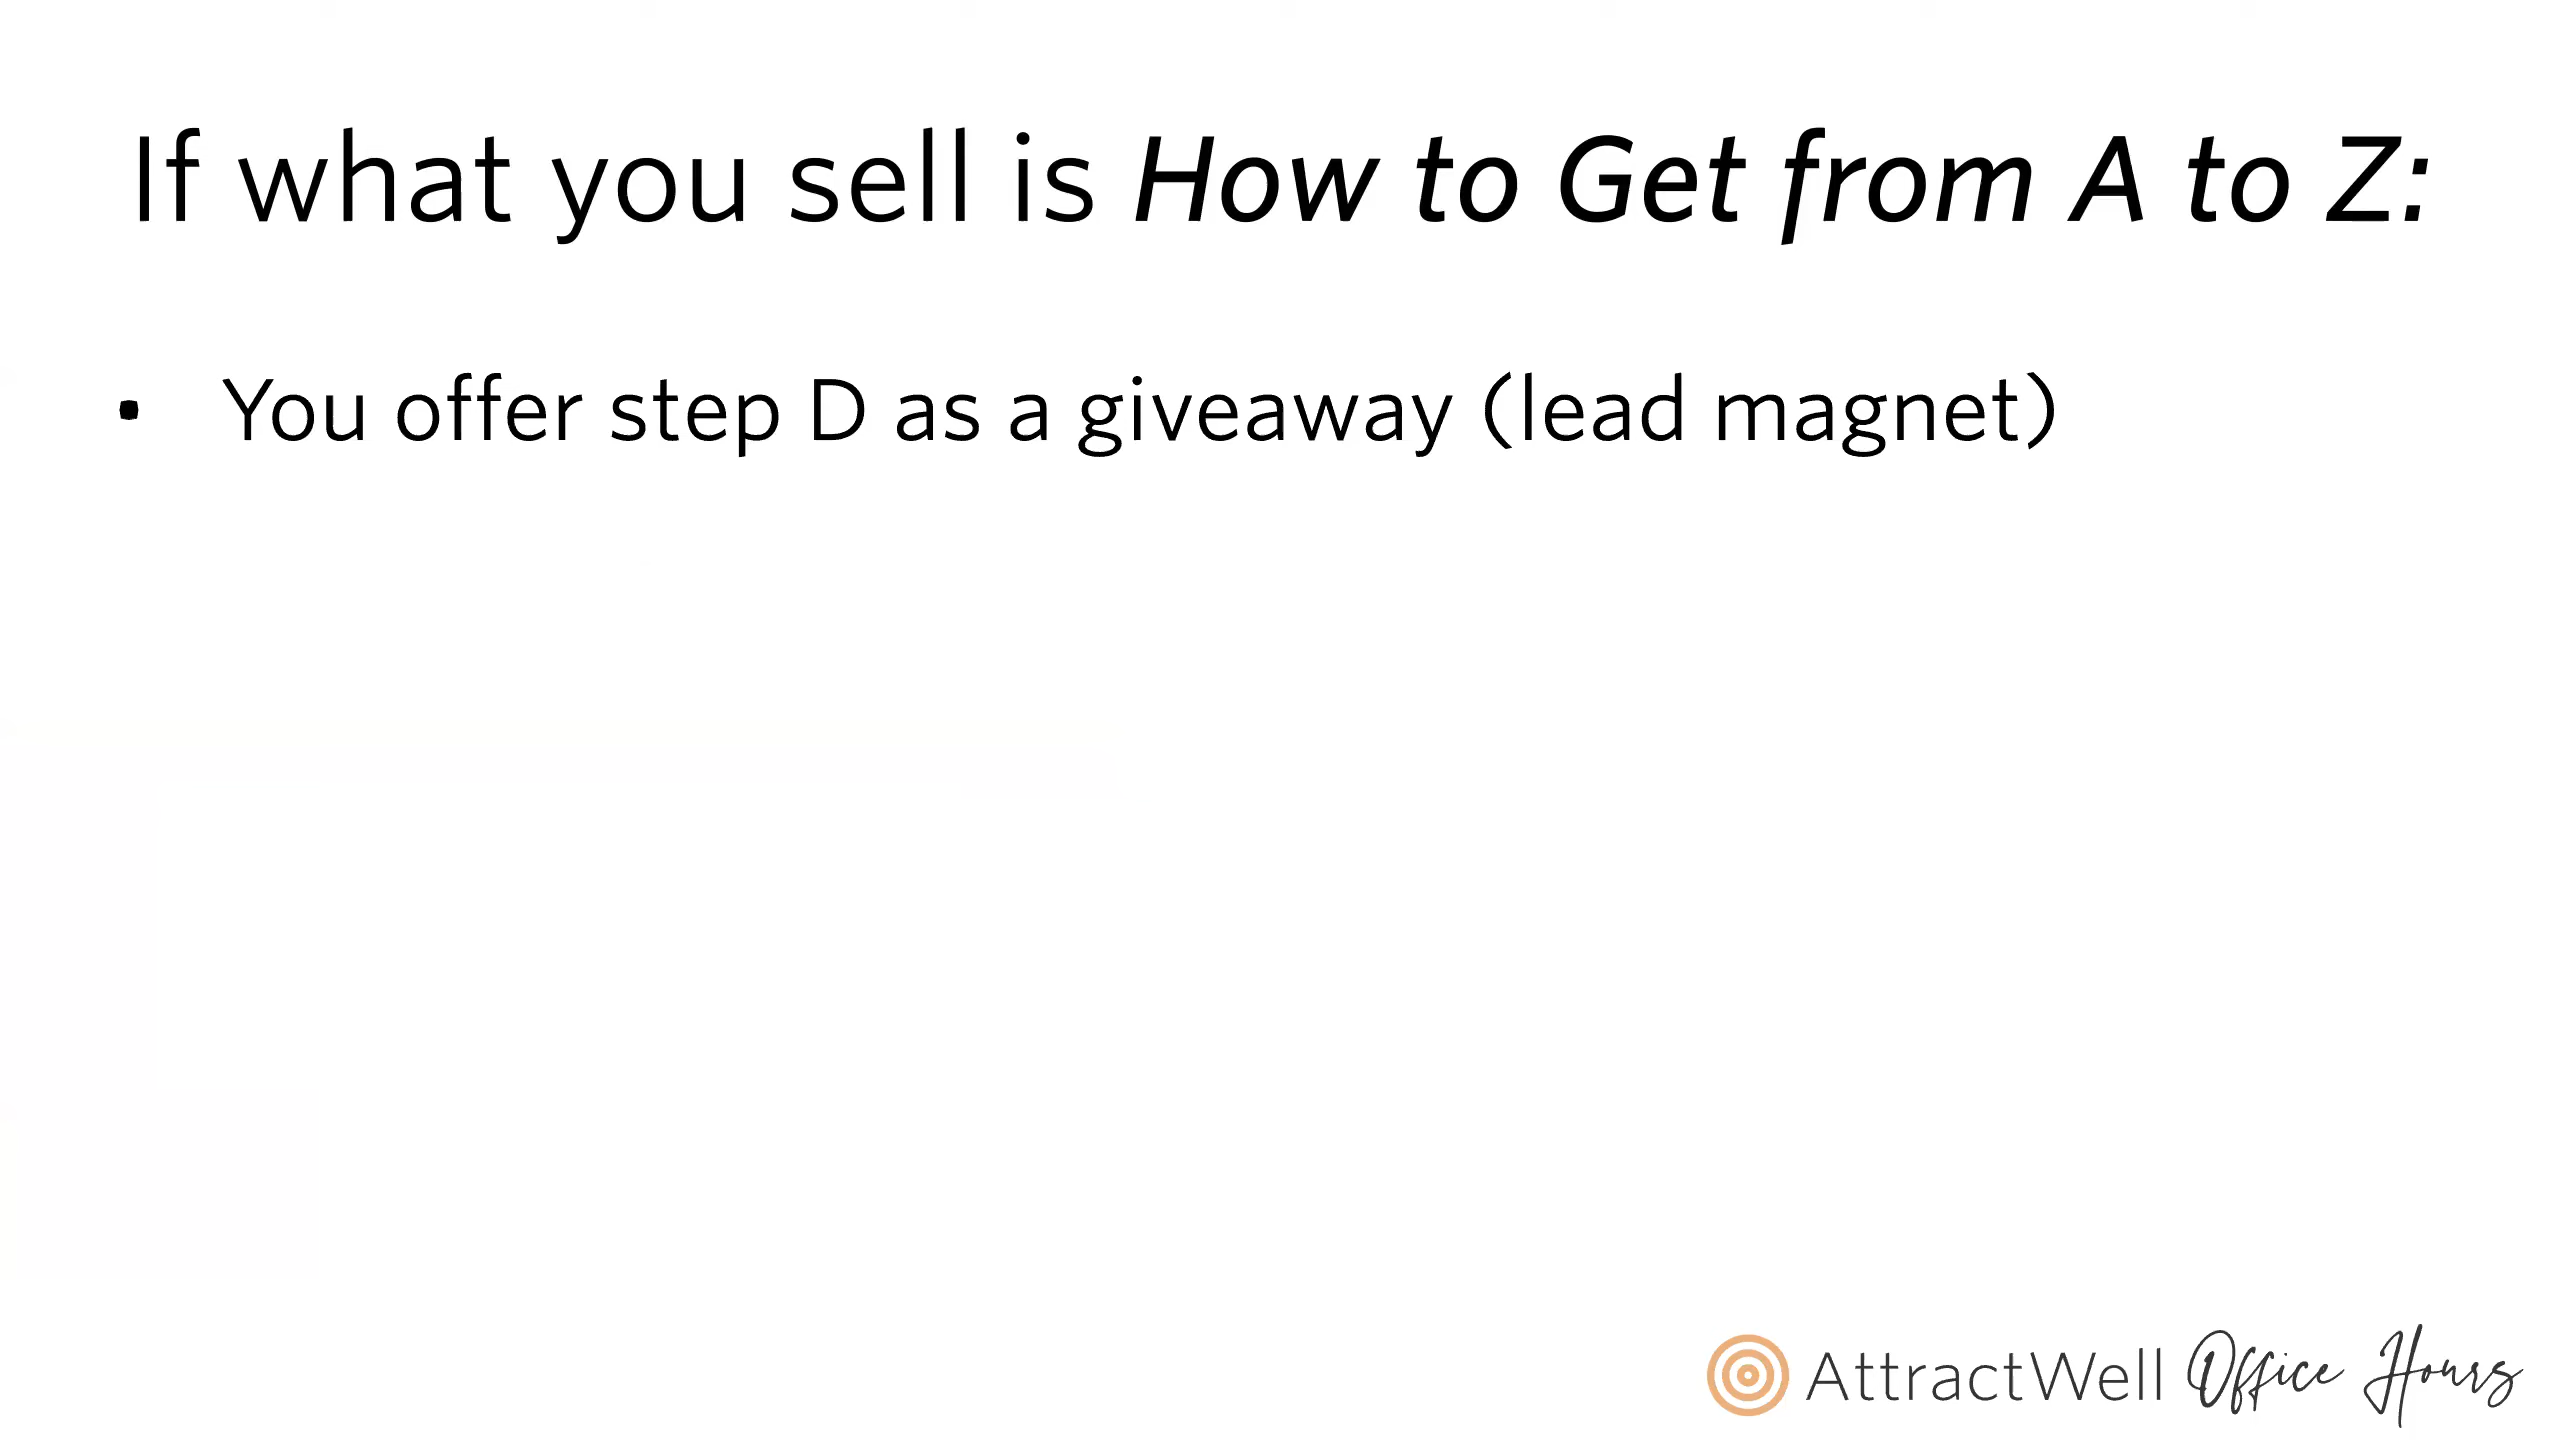 If what you sell is How to Get from A to Z:
• You offer step D as a giveaway (lead magnet)
AttractWell Office Hours